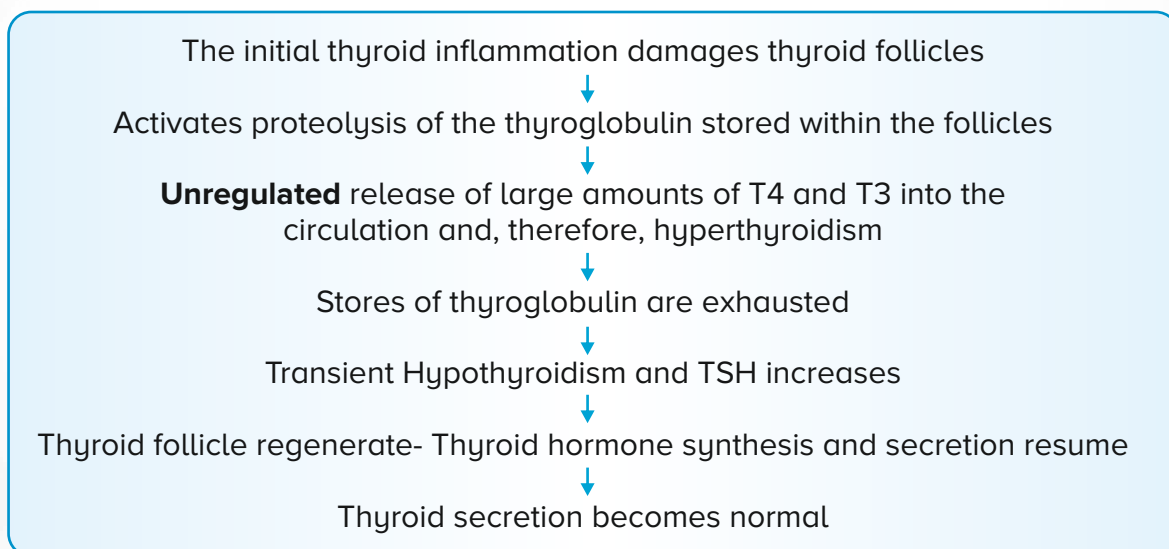 The initial thyroid inflammation damages thyroid follicles
Activates proteolysis of the thyroglobulin stored within the follicles
Unregulated release of large amounts of T4 and T3 into the
circulation and, therefore, hyperthyroidism
Stores of thyroglobulin are exhausted
Transient Hypothyroidism and TSH increases
Thyroid follicle regenerate- Thyroid hormone synthesis and secretion resume
Thyroid secretion becomes normal